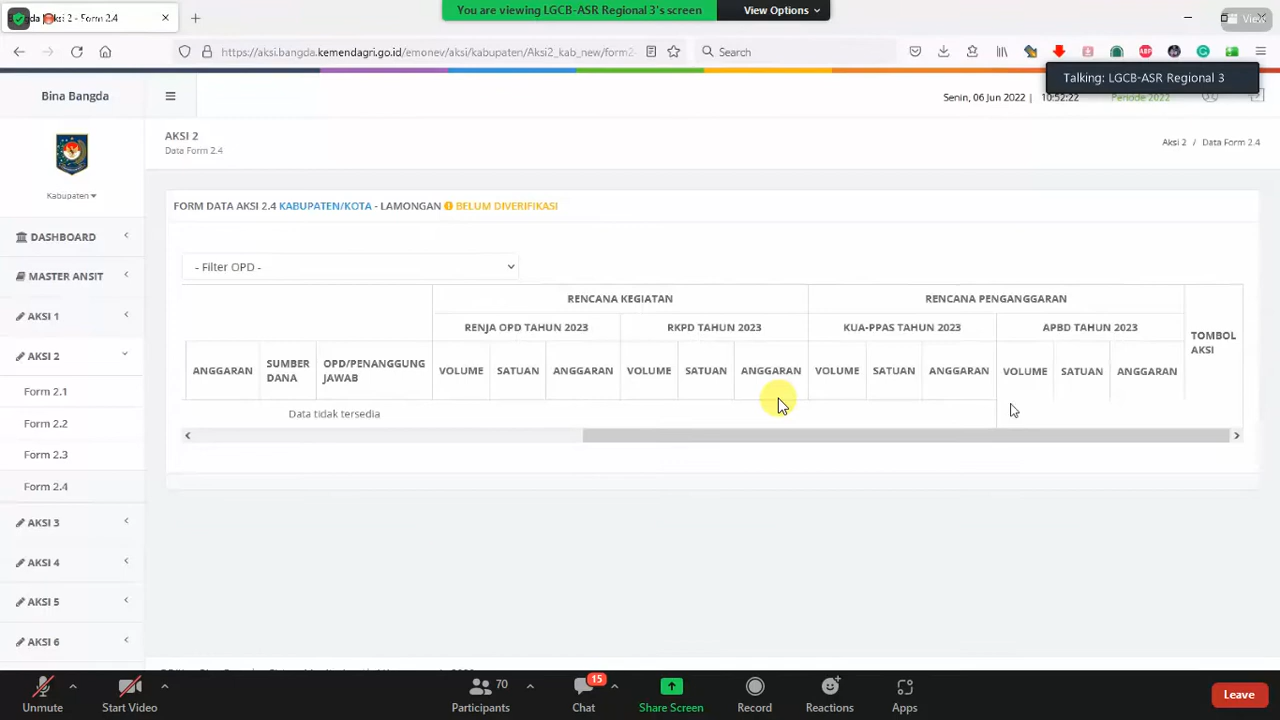 You are viewing LGCB-ASR Regional 3's screen
View Options
View
2 - Form 2.4
https://aksi.bangda.kemendagri.go.id/emonev/aksi/kabupaten/Aksi2_kab_new/form2
Search
Talking: LGCB-ASR Regional 3
Bina Bangda
Senin, 06 Jun 2022 | 10:52:22
Periode 2022
AKSI 2
Data Form 2.4
Aksi 2 / Data Form 2.4
Kabupaten
FORM DATA AKSI 2.4 KABUPATEN/KOTA - LAMONGAN BELUM DIVERIFIKASI
DASHBOARD
MASTER ANSIT
AKSI 1
AKSI 2
Form 2.1
Form 2.2
Form 2.3
Form 2.4
AKSI 3
AKSI 4
AKSI 5
AKSI 6
- Filter OPD -
RENCANA KEGIATAN
RENCANA PENGANGGARAN
TOMBOL AKSI
RENJA OPD TAHUN 2023
RKPD TAHUN 2023
KUA-PPAS TAHUN 2023
APBD TAHUN 2023
ANGGARAN
SUMBER DANA
OPD/PENANGGUNG JAWAB
VOLUME
SATUAN
ANGGARAN
VOLUME
SATUAN
ANGGARAN
VOLUME
SATUAN
ANGGARAN
VOLUME
SATUAN
ANGGARAN
Data tidak tersedia
Unmute
Start Video
70
Participants
15
Chat
Share Screen
Record
Reactions
Apps
Leave